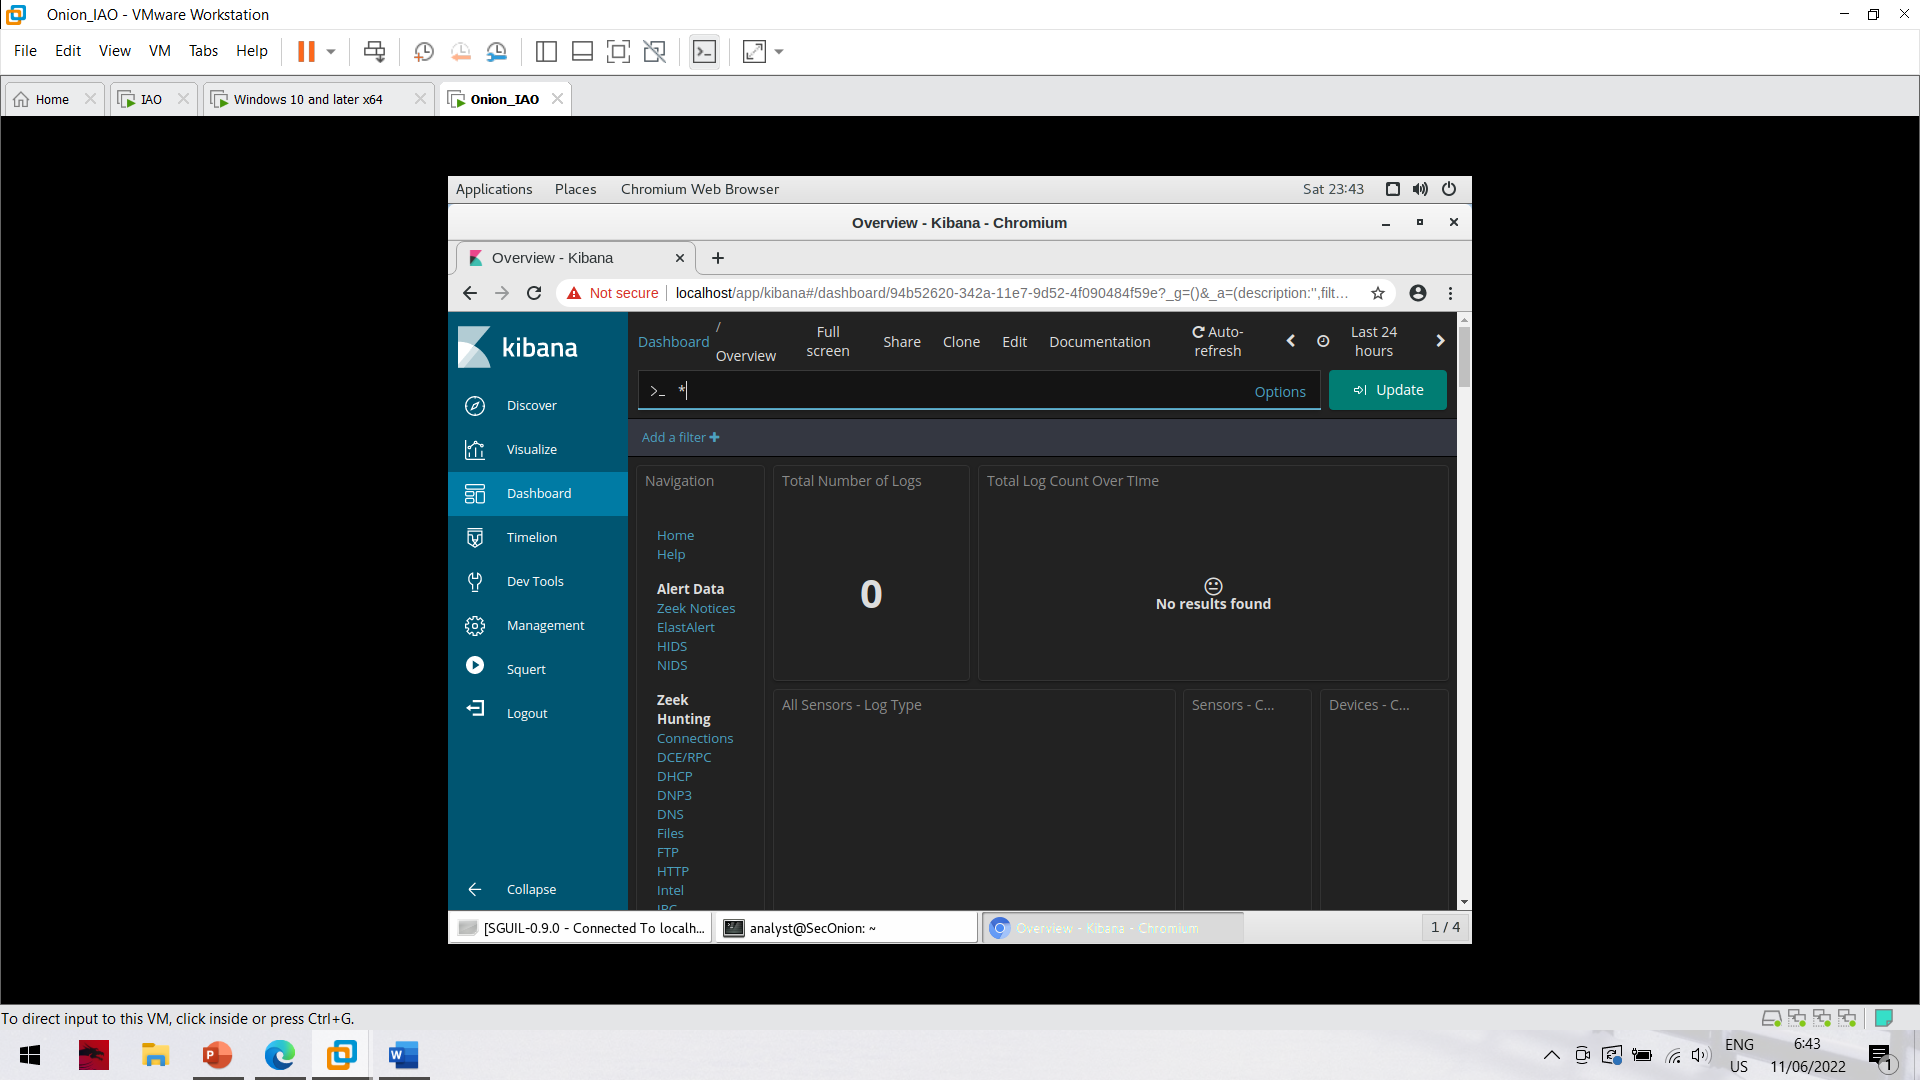 Onion_IAO - VMware Workstation
File Edit View VM Tabs Help
Home
IAO
Windows 10 and later x64
Onion_IAO
Applications Places Chromium Web Browser
Sat 23:43
Overview - Kibana - Chromium
Overview - Kibana
Not secure
localhost/app/kibana#/dashboard/94b52620-342a-11e7-9d52-4f090484f59e?_g=()&_a=(description:'',filt...
kibana
Discover
Visualize
Dashboard
Timelion
Dev Tools
Management
Squert
Logout
Collapse
Dashboard / Overview
Full screen
Share
Clone
Edit
Documentation
Auto-refresh
Last 24 hours
>_ *
Options
Update
Add a filter +
Navigation
Home
Help
Alert Data
Zeek Notices
ElastAlert
HIDS
NIDS
Zeek Hunting
Connections
DCE/RPC
DHCP
DNP3
DNS
Files
FTP
HTTP
Intel
IRC
Total Number of Logs
0
Total Log Count Over TIme
No results found
All Sensors - Log Type
Sensors - C...
Devices - C...
[SGUIL-0.9.0 - Connected To localh...
analyst@SecOnion: ~
Overview - Kibana - Chromium
1 / 4
To direct input to this VM, click inside or press Ctrl+G.
ENG
US
6:43
11/06/2022
1